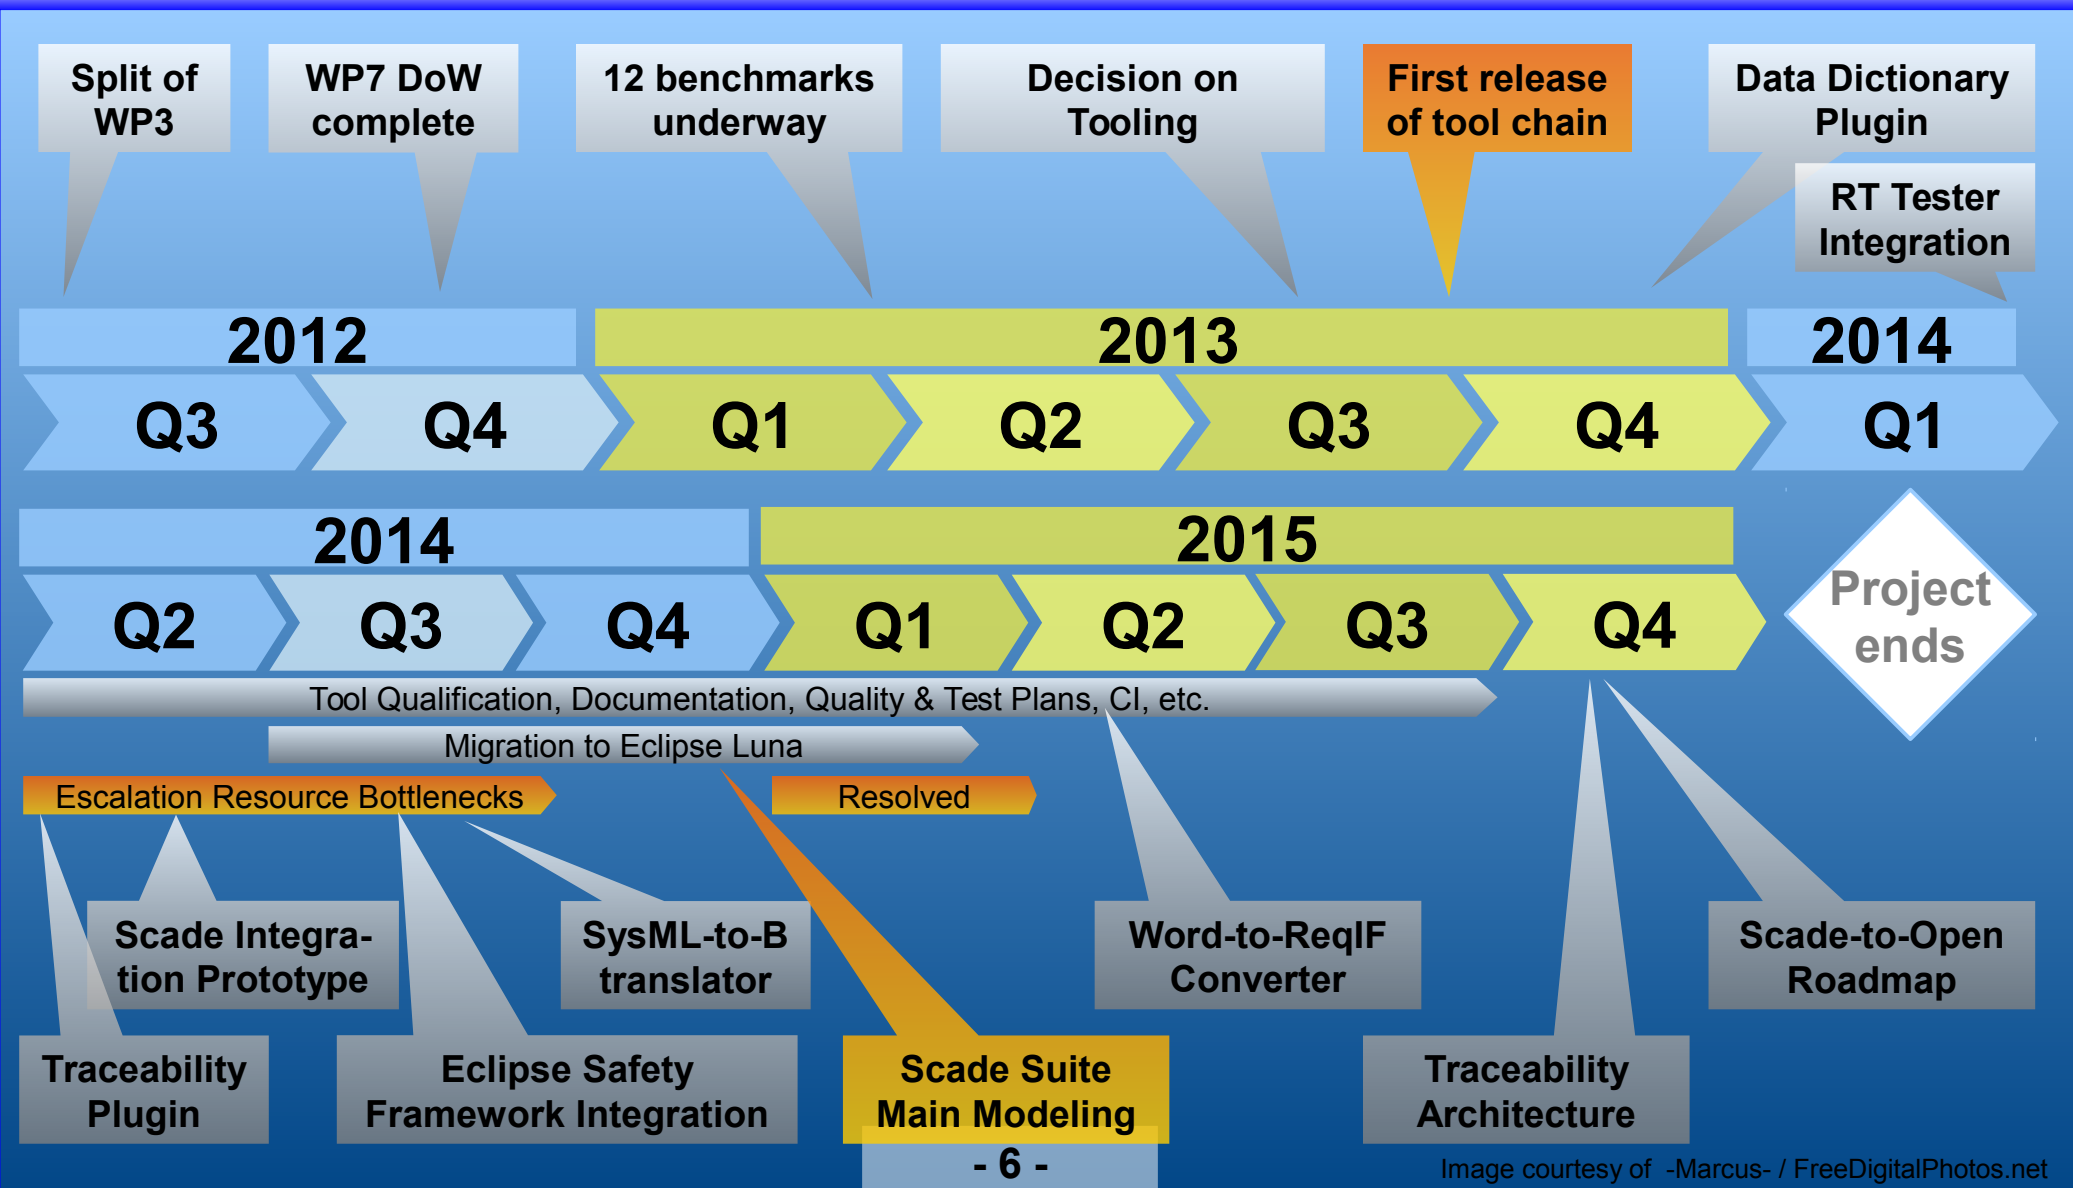 Split of
WP3
WP7 DoW
complete
12 benchmarks
underway
Decision on
Tooling
First release
of tool chain
Data Dictionary
Plugin
RT Tester
Integration
2012
2013
2014
Q3
Q4
Q1
Q2
Q3
Q4
Q1
2014
2015
Q2
Q3
Q4
Q1
Q2
Q3
Q4
Project
ends
Tool Qualification, Documentation, Quality & Test Plans, CI, etc.
Migration to Eclipse Luna
Escalation Resource Bottlenecks
Resolved
Scade Integra-
tion Prototype
SysML-to-B
translator
Word-to-ReqIF
Converter
Scade-to-Open
Roadmap
Traceability
Plugin
Eclipse Safety
Framework Integration
Scade Suite
Main Modeling
Traceability
Architecture
- 6 -
Image courtesy of -Marcus- / FreeDigitalPhotos.net